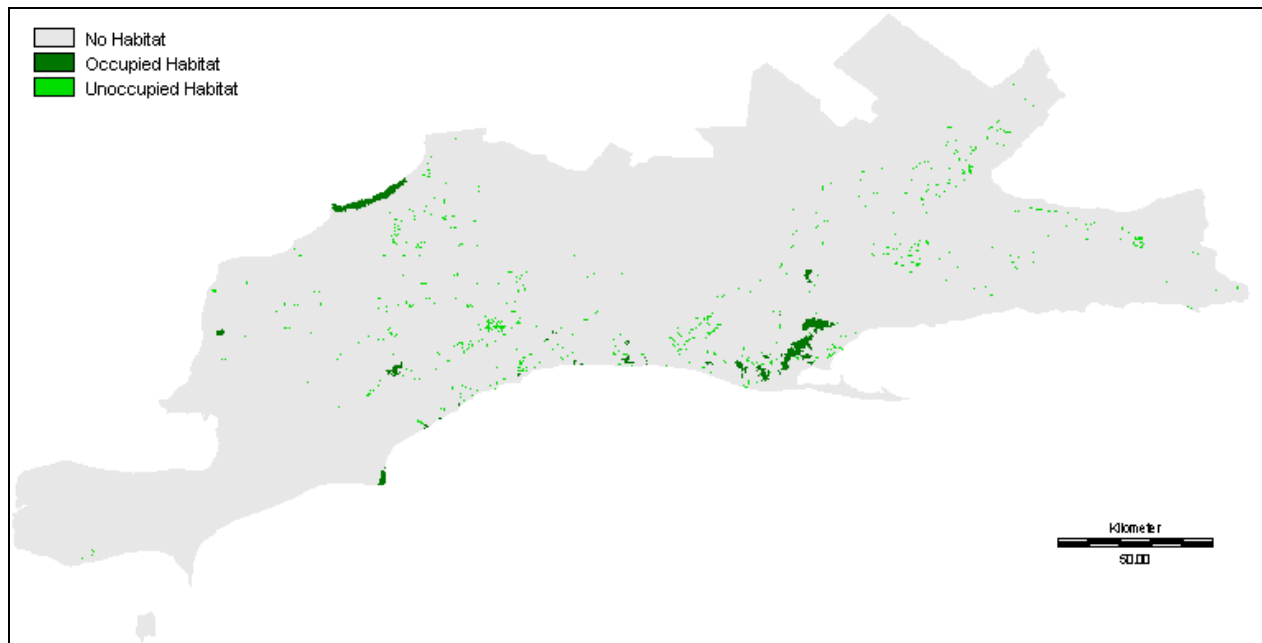 No Habitat
Occupied Habitat
Unoccupied Habitat
Kilometer
50.00